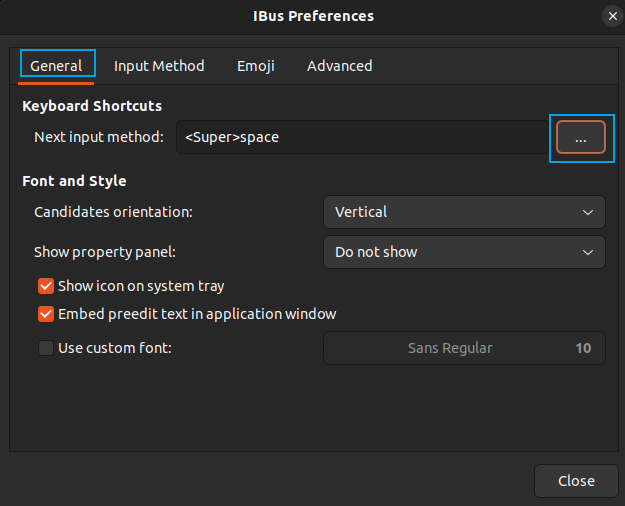 IBus Preferences
General Input Method Emoji Advanced
Keyboard Shortcuts
Next input method: <Super>space ...
Font and Style
Candidates orientation: Vertical
Show property panel: Do not show
Show icon on system tray
Embed preedit text in application window
Use custom font: Sans Regular 10
Close